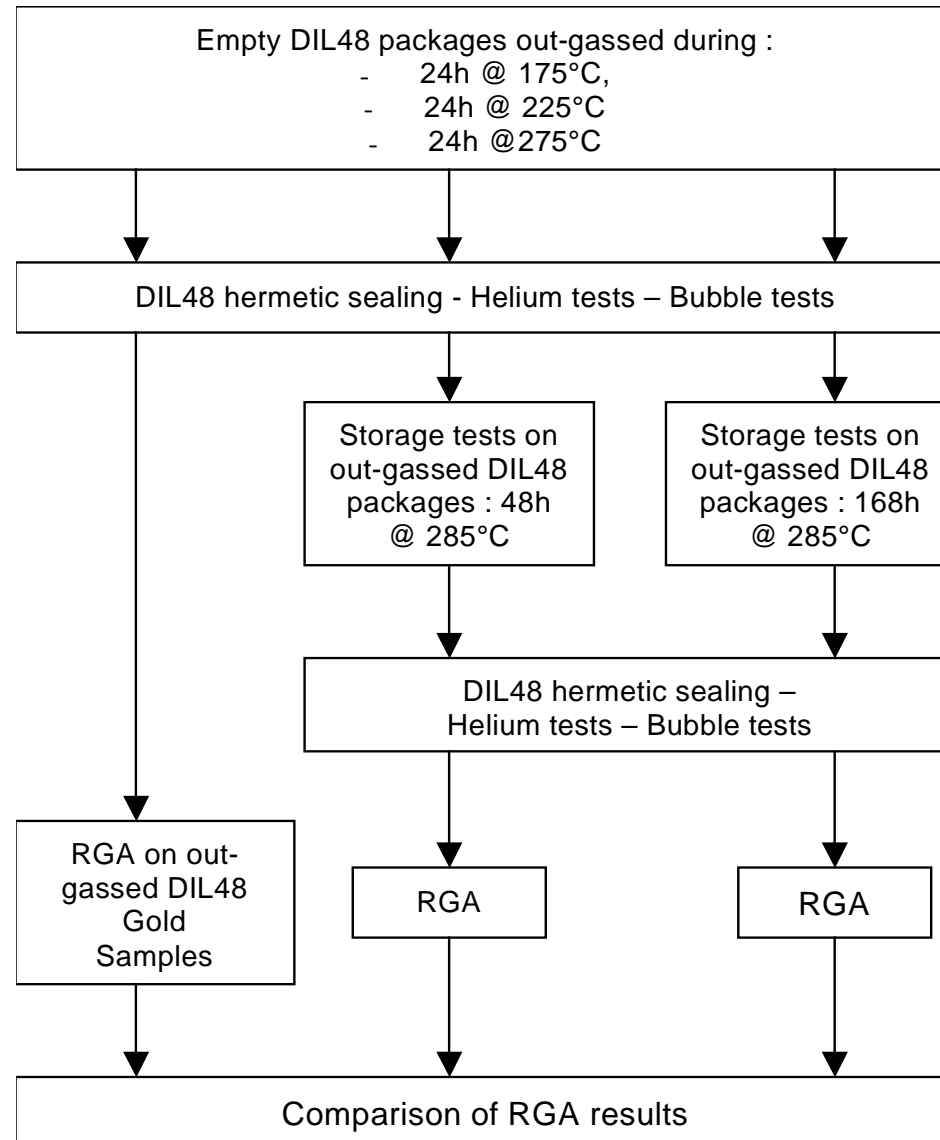 Empty DIL48 packages out-gassed during :
- 24h @ 175°C,
- 24h @ 225°C
- 24h @275°C
DIL48 hermetic sealing - Helium tests – Bubble tests
Storage tests on
out-gassed DIL48
packages : 48h
@ 285°C
Storage tests on
out-gassed DIL48
packages : 168h
@ 285°C
DIL48 hermetic sealing –
Helium tests – Bubble tests
RGA on out-
gassed DIL48
Gold
Samples
RGA
RGA
Comparison of RGA results